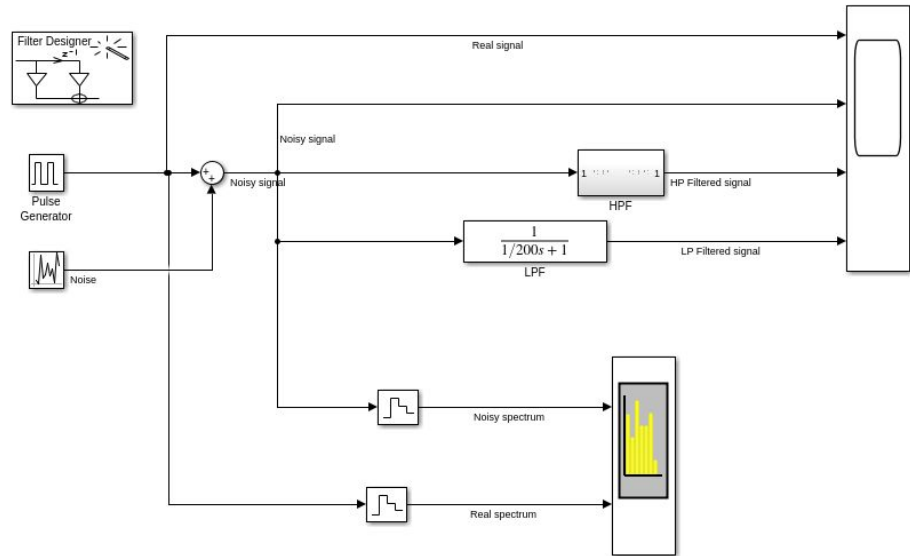 Real signal
Filter Designer
z⁻¹
Noisy signal
Pulse
Generator
+
+
Noisy signal
1 1
HPF
HP Filtered signal
1
1/200s + 1
LPF
LP Filtered signal
Noise
Noisy spectrum
Real spectrum